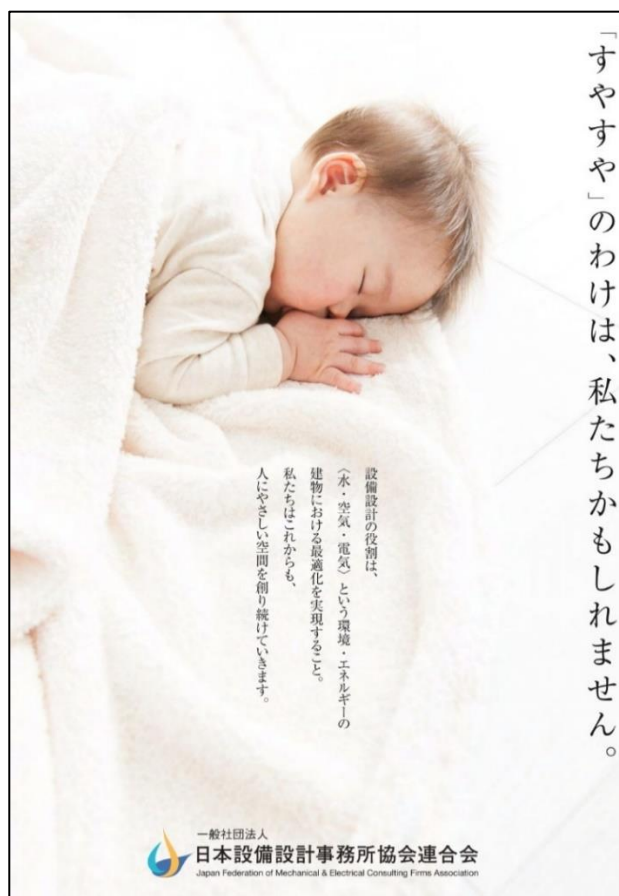 「すやすや」のわけは、私たちかもしれません。
設備設計の役割は、
〈水・空気・電気〉という環境・エネルギーの
建物における最適化を実現すること。
私たちはこれからも、
人にやさしい空間を創り続けていきます。
一般社団法人
日本設備設計事務所協会連合会
Japan Federation of Mechanical & Electrical Consulting Firms Association